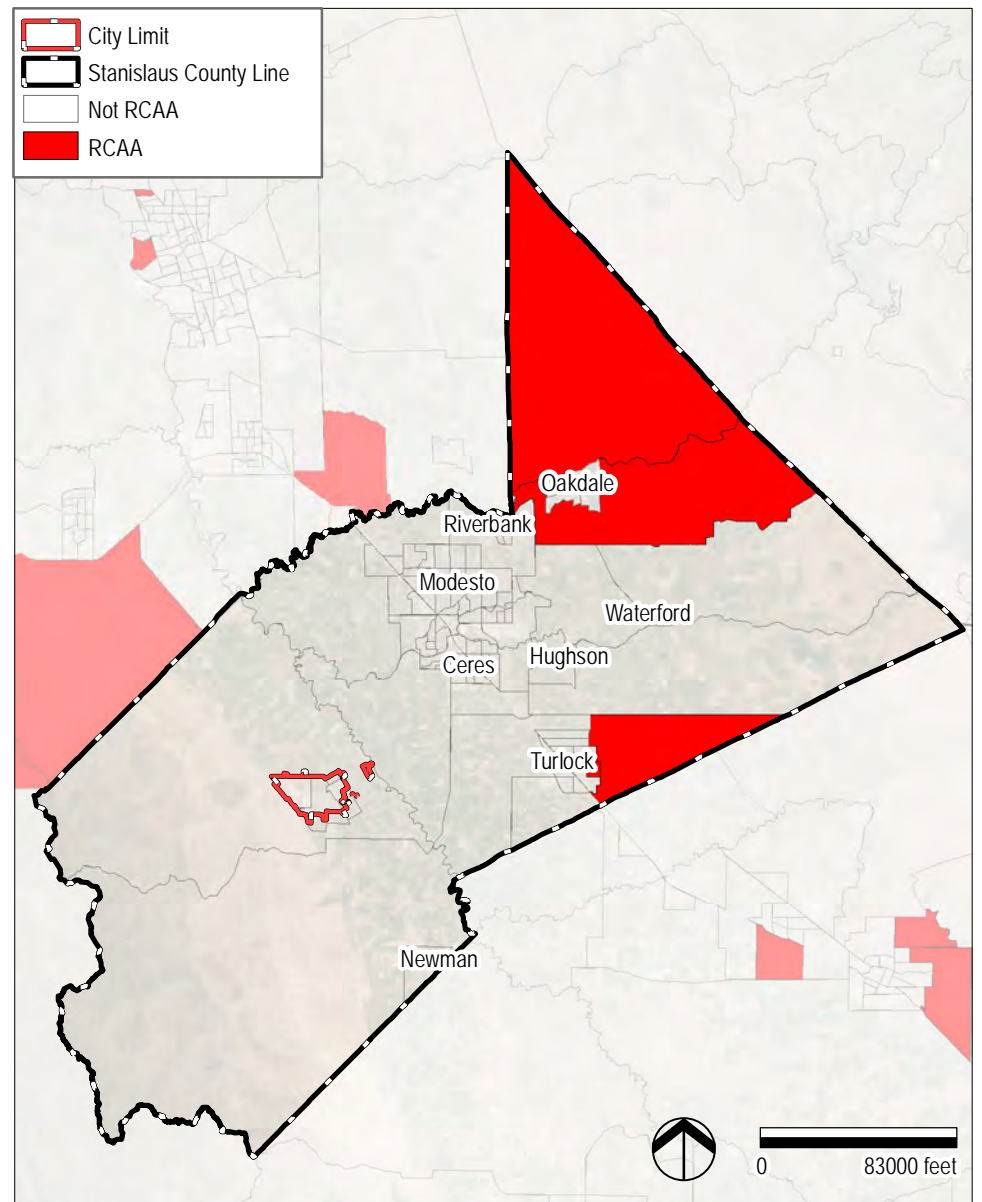 City Limit
Stanislaus County Line
Not RCAA
RCAA
Oakdale
Riverbank
Modesto
Waterford
Hughson
Ceres
Turlock
Newman
0 83000 feet